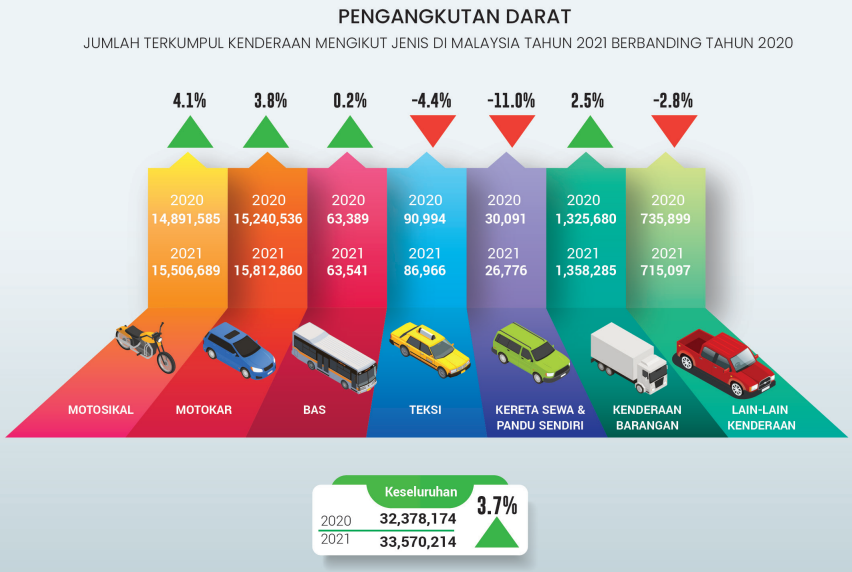 PENGANGKUTAN DARAT
JUMLAH TERKUMPUL KENDERAAN MENGIKUT JENIS DI MALAYSIA TAHUN 2021 BERBANDING TAHUN 2020
4.1% 3.8% 0.2% -4.4% -11.0% 2.5% -2.8%
2020 2020 2020 2020 2020 2020 2020
14,891,585 15,240,536 63,389 90,994 30,091 1,325,680 735,899
2021 2021 2021 2021 2021 2021 2021
15,506,689 15,812,860 63,541 86,966 26,776 1,358,285 715,097
MOTOSIKAL MOTOKAR BAS TEKSI KERETA SEWA & KENDERAAN LAIN-LAIN
PANDU SENDIRI BARANGAN KENDERAAN
Keseluruhan
3.7%
2020 32,378,174
2021 33,570,214